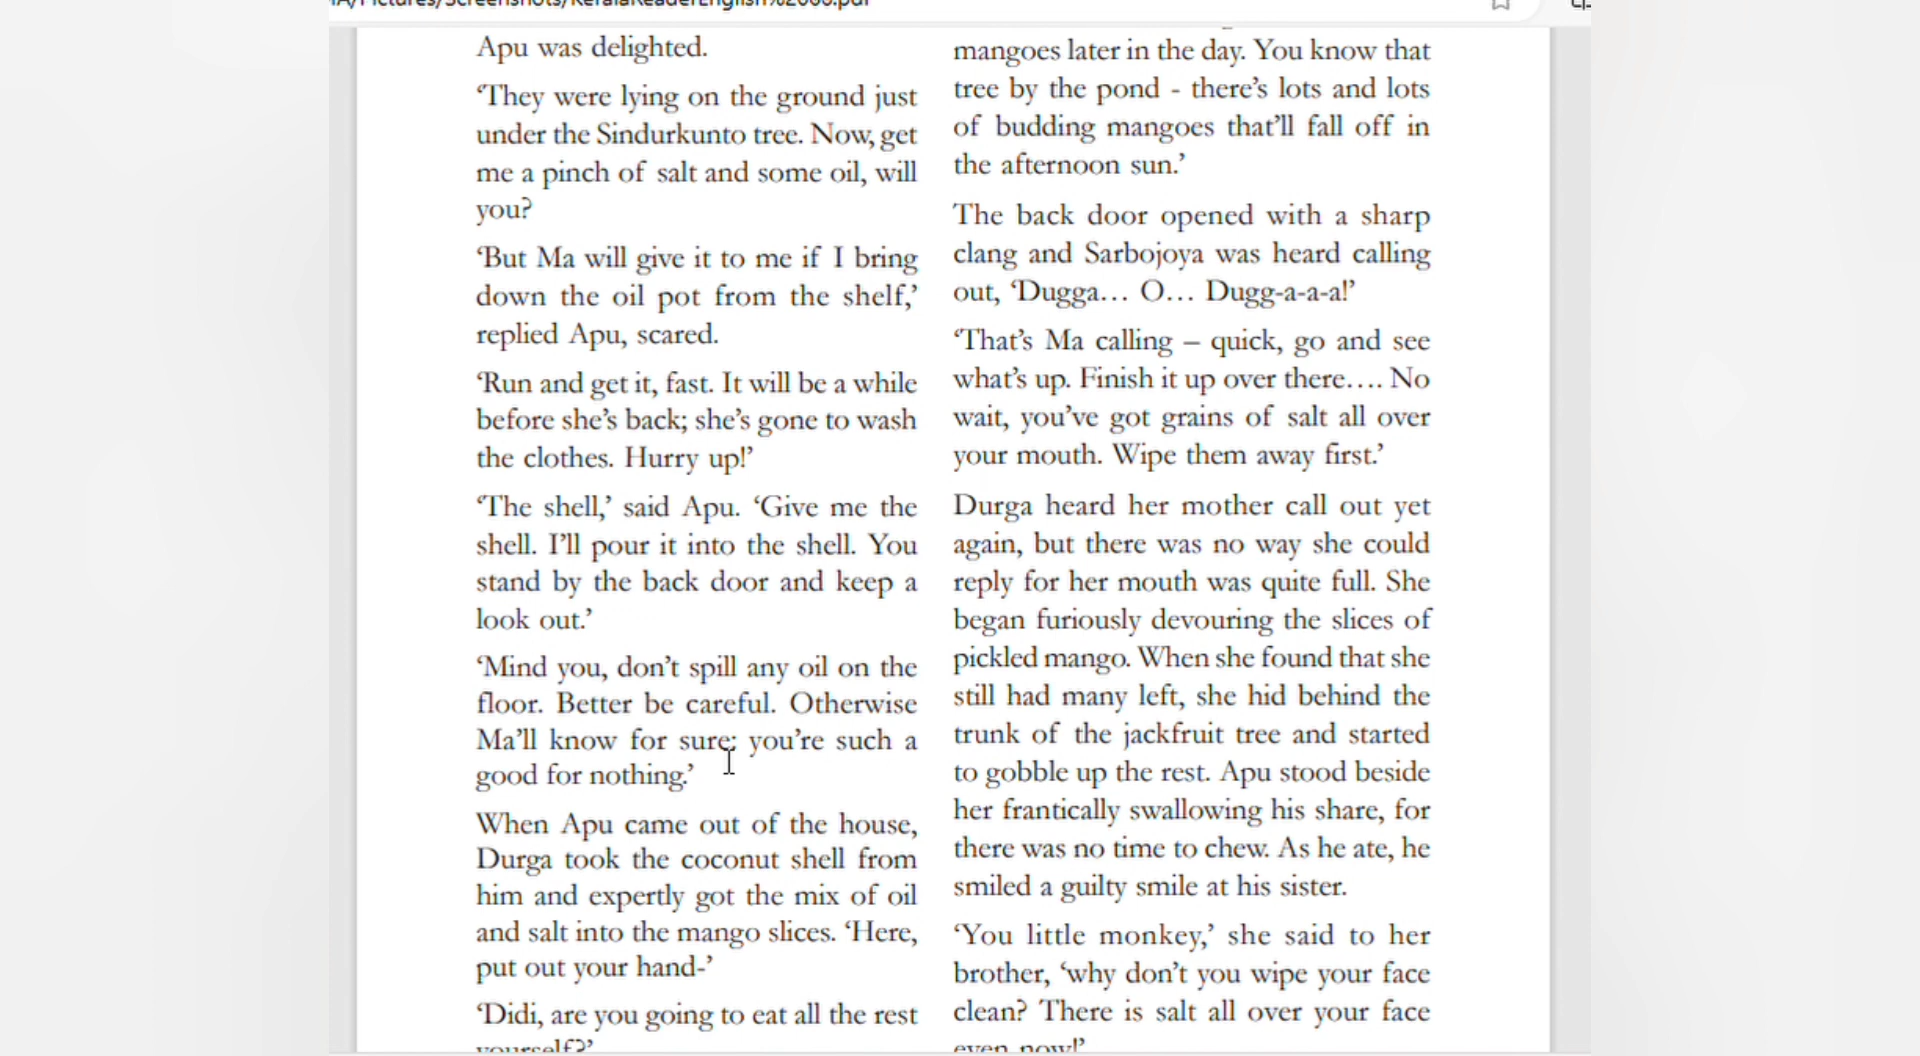 /Pictures/Screenshots/KeralaReaderEnglish%2008.pdf
Apu was delighted.
‘They were lying on the ground just
under the Sindurkunto tree. Now, get
me a pinch of salt and some oil, will
you?
‘But Ma will give it to me if I bring
down the oil pot from the shelf,’
replied Apu, scared.
‘Run and get it, fast. It will be a while
before she’s back; she’s gone to wash
the clothes. Hurry up!’
‘The shell,’ said Apu. ‘Give me the
shell. I’ll pour it into the shell. You
stand by the back door and keep a
look out.’
‘Mind you, don’t spill any oil on the
floor. Better be careful. Otherwise
Ma’ll know for sure; you’re such a
good for nothing.’
When Apu came out of the house,
Durga took the coconut shell from
him and expertly got the mix of oil
and salt into the mango slices. ‘Here,
put out your hand-’
‘Didi, are you going to eat all the rest
yourself?’
mangoes later in the day. You know that
tree by the pond - there’s lots and lots
of budding mangoes that’ll fall off in
the afternoon sun.’
The back door opened with a sharp
clang and Sarbojoya was heard calling
out, ‘Dugga… O… Dugg-a-a-a!’
‘That’s Ma calling – quick, go and see
what’s up. Finish it up over there…. No
wait, you’ve got grains of salt all over
your mouth. Wipe them away first.’
Durga heard her mother call out yet
again, but there was no way she could
reply for her mouth was quite full. She
began furiously devouring the slices of
pickled mango. When she found that she
still had many left, she hid behind the
trunk of the jackfruit tree and started
to gobble up the rest. Apu stood beside
her frantically swallowing his share, for
there was no time to chew. As he ate, he
smiled a guilty smile at his sister.
‘You little monkey,’ she said to her
brother, ‘why don’t you wipe your face
clean? There is salt all over your face
even now!’